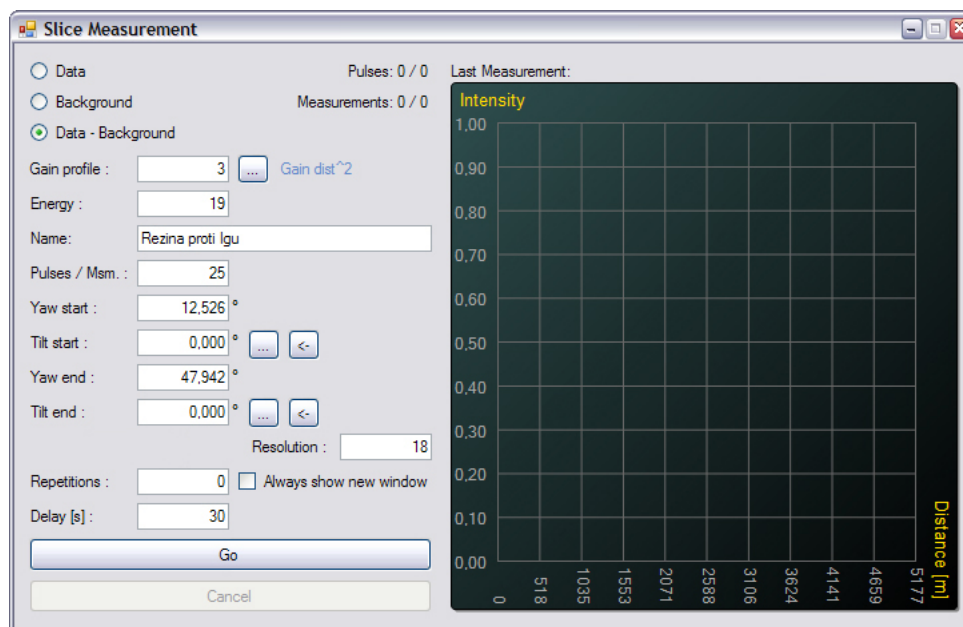 Slice Measurement
Data
Pulses: 0 / 0
Background
Measurements: 0 / 0
Data - Background
Gain profile :
3
...
Gain dist^2
Energy :
19
Name:
Rezina proti Igu
Pulses / Msm. :
25
Yaw start :
12,526 °
Tilt start :
0,000 °
...
<-
Yaw end :
47,942 °
Tilt end :
0,000 °
...
<-
Resolution :
18
Repetitions :
0
Always show new window
Delay [s] :
30
Go
Cancel
Last Measurement:
Intensity
1,00
0,90
0,80
0,70
0,60
0,50
0,40
0,30
0,20
0,10
0,00
0
518
1035
1553
2071
2588
3106
3624
4141
4659
5177
Distance [m]